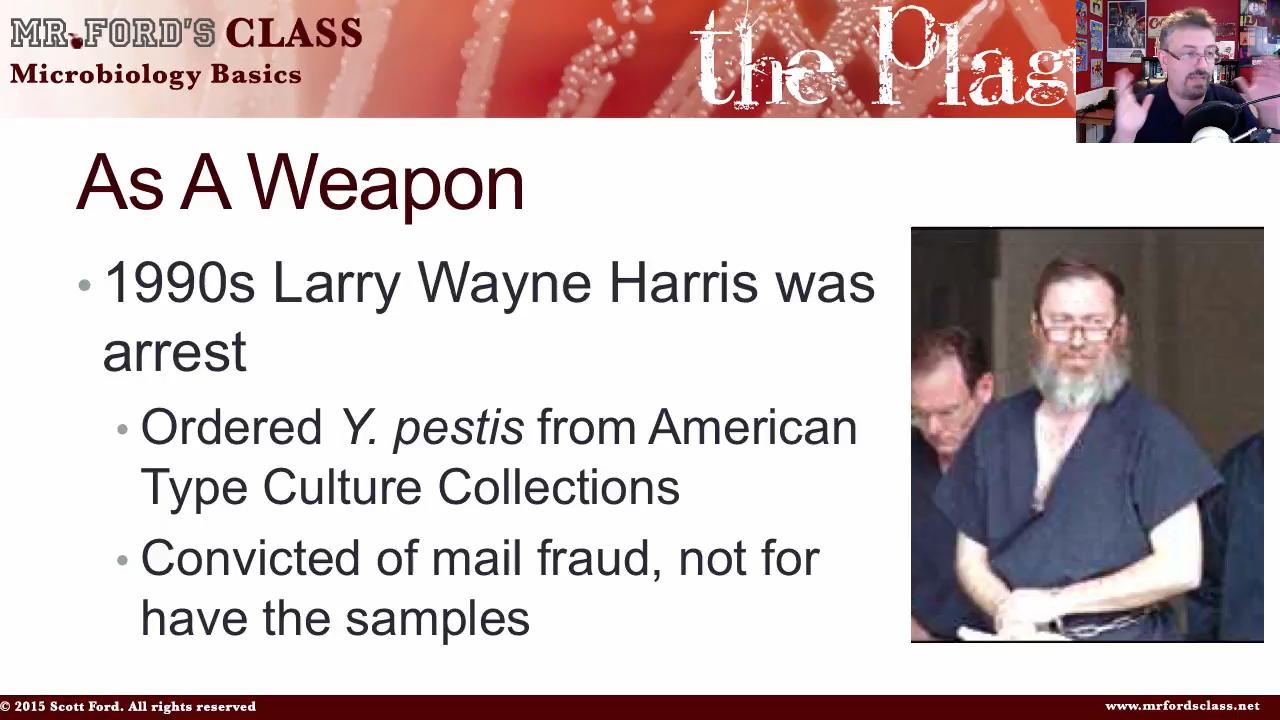 MR. FORD'S CLASS
Microbiology Basics
the Plag
As A Weapon
• 1990s Larry Wayne Harris was
arrest
• Ordered Y. pestis from American
Type Culture Collections
• Convicted of mail fraud, not for
have the samples
© 2015 Scott Ford. All rights reserved
www.mrfordsclass.net